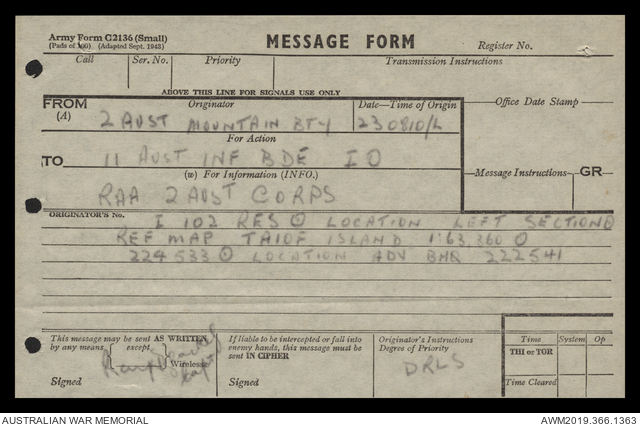 Army Form C2136 (Small)
(Pads of 100) (Adapted Sept. 1943)
MESSAGE FORM
Register No.
Call Ser. No. Priority Transmission Instructions
ABOVE THIS LINE FOR SIGNALS USE ONLY
FROM Originator Date—Time of Origin Office Date Stamp
(A) 2 AUST MOUNTAIN BTY 230810/L
For Action
TO 11 AUST INF BDE IO
(w) For Information (INFO.) Message Instructions GR
RAA 2 AUST CORPS
ORIGINATOR'S No.
I 102 RES ⊙ LOCATION LEFT SECTION ⊙
REF MAP TAIOF ISLAND 1:63 360 ⊙
224533 ⊙ LOCATION ADV BHQ 222541
This message may be sent AS WRITTEN
by any means, { except } Wireless
Signed Capt
If liable to be intercepted or fall into
enemy hands, this message must be
sent IN CIPHER
Signed
Originator's Instructions
Degree of Priority
DRLS
Time System Op
THI or TOR
Time Cleared
AUSTRALIAN WAR MEMORIAL AWM2019.366.1363